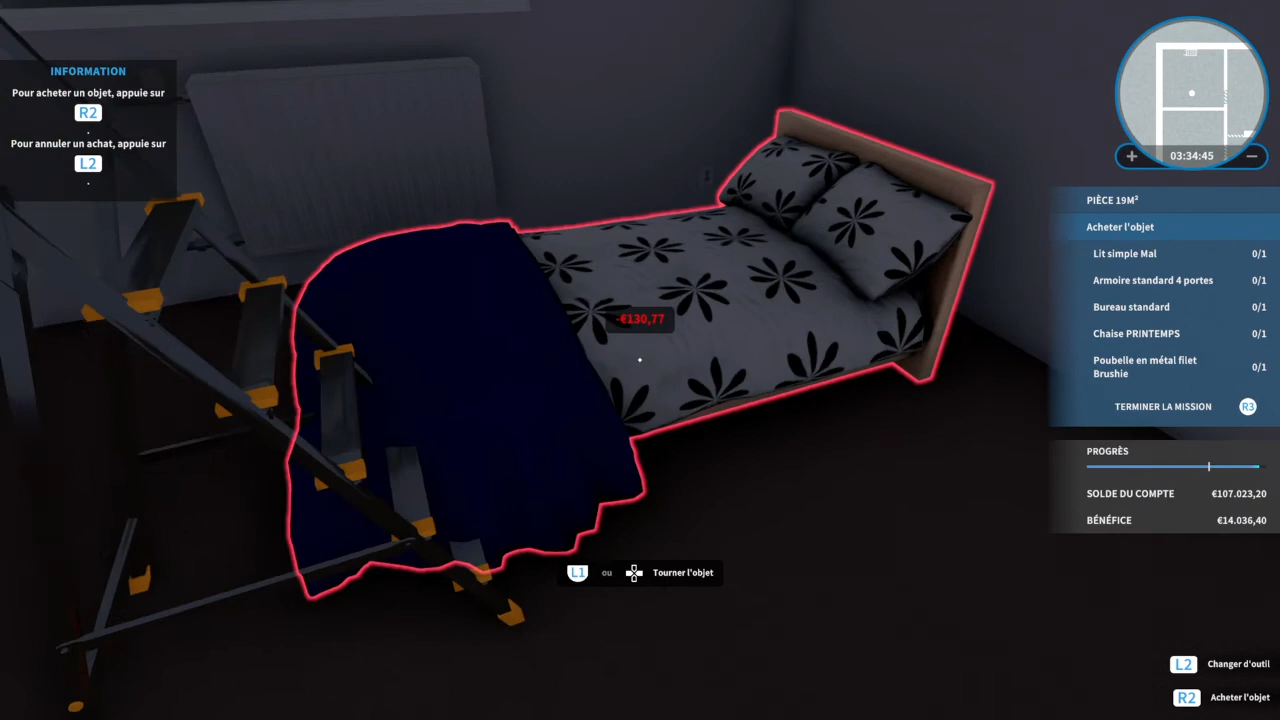 INFORMATION
Pour acheter un objet, appuie sur
R2
.
Pour annuler un achat, appuie sur
L2
.
-€130,77
L1 ou Tourner l'objet
+ 03:34:45 −
PIÈCE 19M²
Acheter l'objet
Lit simple Mal 0/1
Armoire standard 4 portes 0/1
Bureau standard 0/1
Chaise PRINTEMPS 0/1
Poubelle en métal filet
Brushie 0/1
TERMINER LA MISSION R3
PROGRÈS
SOLDE DU COMPTE €107.023,20
BÉNÉFICE €14.036,40
L2 Changer d'outil
R2 Acheter l'objet